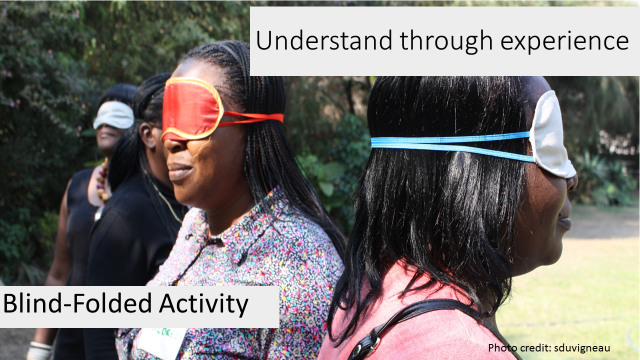 Understand through experience
Blind-Folded Activity
Photo credit: sduvigneau